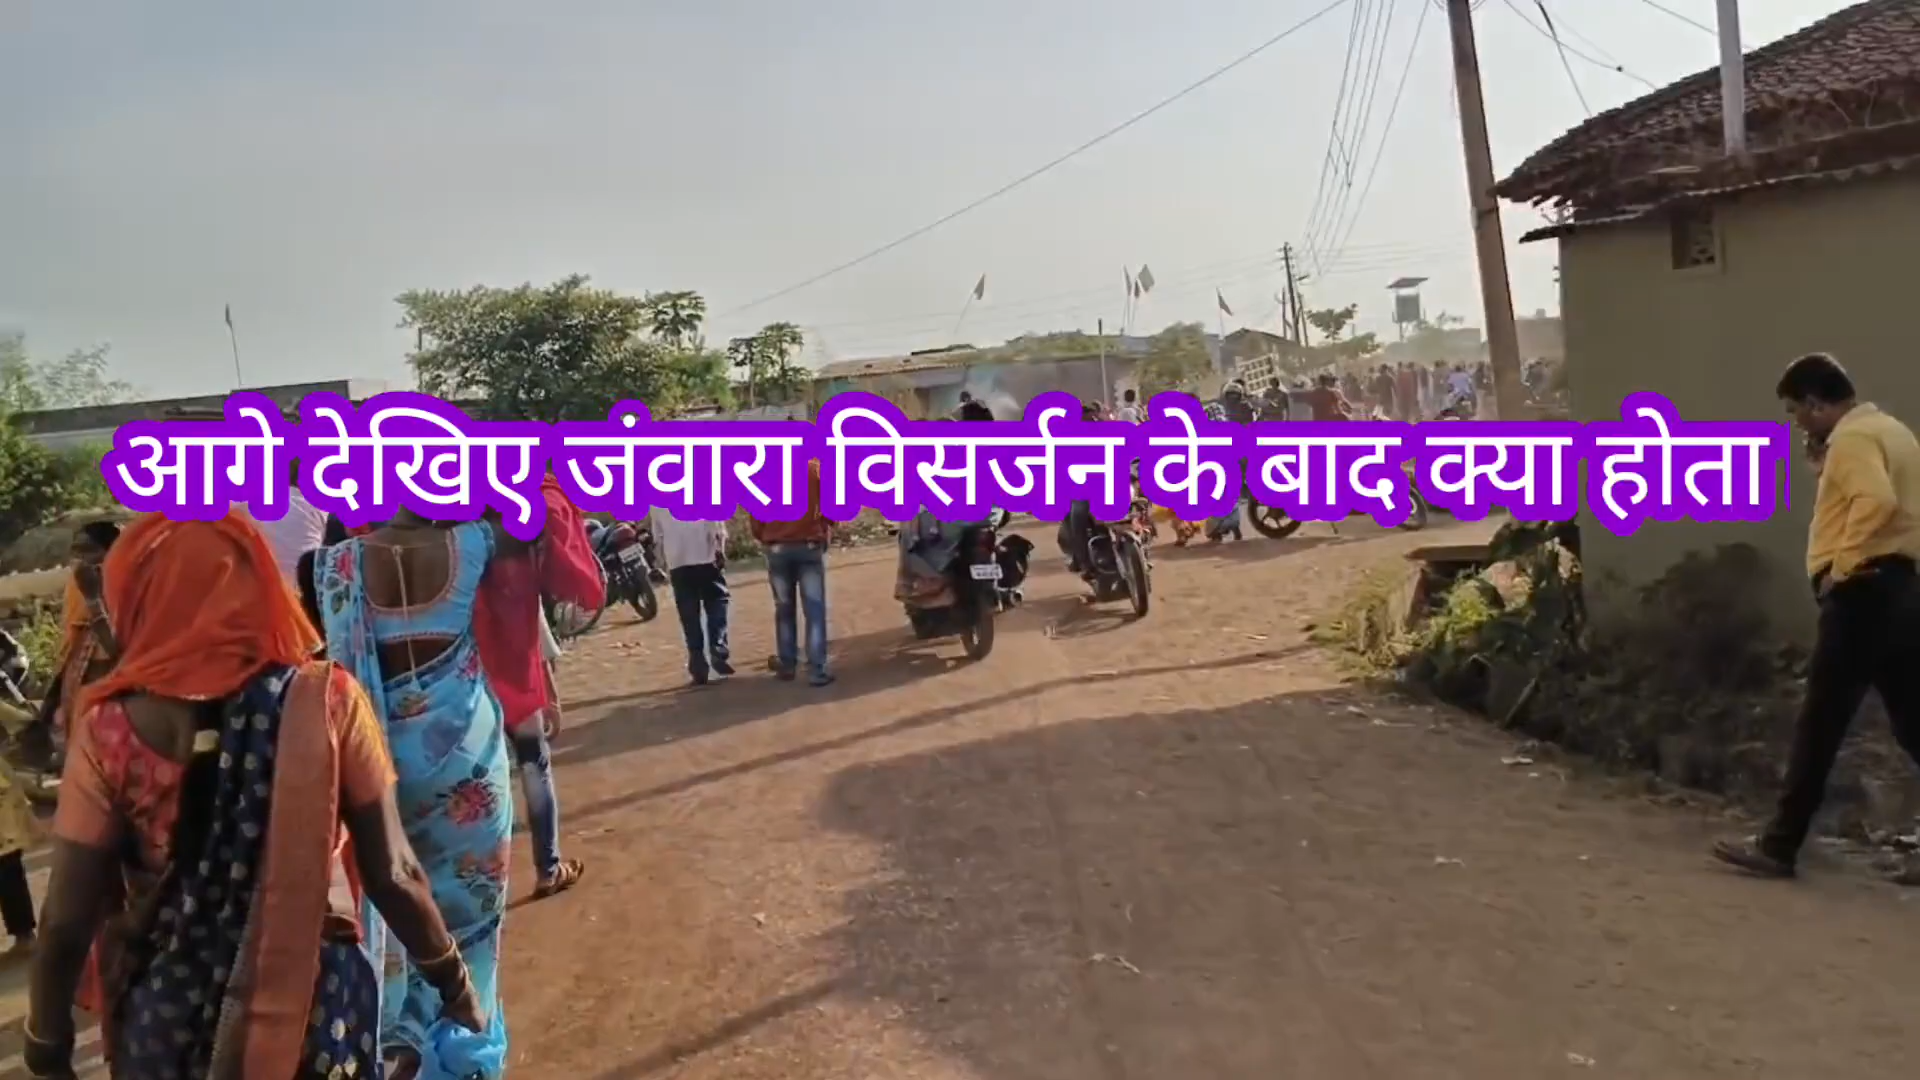 आगे देखिए जंवारा विसर्जन के बाद क्या होता